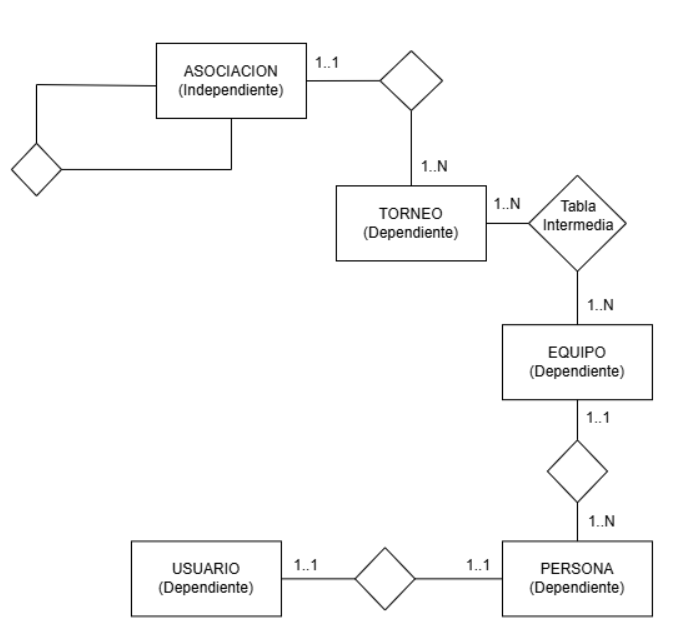 ASOCIACION
(Independiente)
1..1
1..N
TORNEO
(Dependiente)
1..N
Tabla
Intermedia
1..N
EQUIPO
(Dependiente)
1..1
1..N
USUARIO
(Dependiente)
1..1
1..1
PERSONA
(Dependiente)